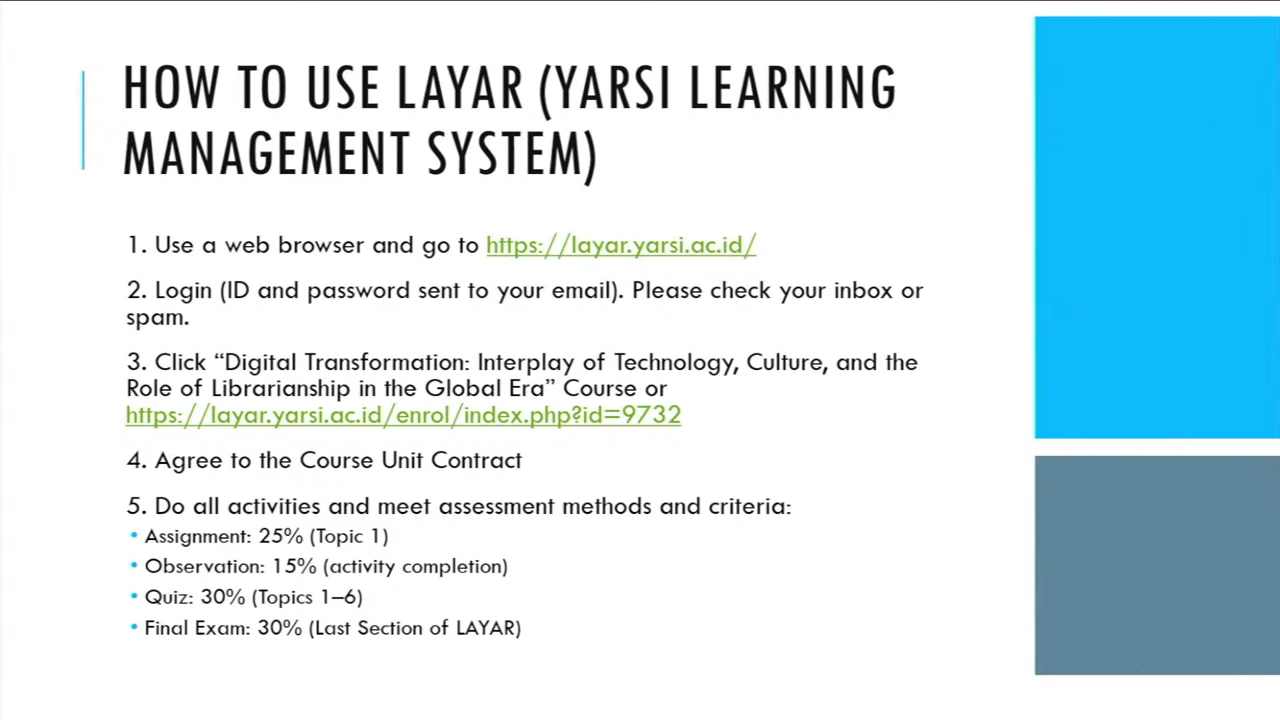 HOW TO USE LAYAR (YARSI LEARNING
MANAGEMENT SYSTEM)
1. Use a web browser and go to https://layar.yarsi.ac.id/
2. Login (ID and password sent to your email). Please check your inbox or
spam.
3. Click “Digital Transformation: Interplay of Technology, Culture, and the
Role of Librarianship in the Global Era” Course or
https://layar.yarsi.ac.id/enrol/index.php?id=9732
4. Agree to the Course Unit Contract
5. Do all activities and meet assessment methods and criteria:
• Assignment: 25% (Topic 1)
• Observation: 15% (activity completion)
• Quiz: 30% (Topics 1–6)
• Final Exam: 30% (Last Section of LAYAR)